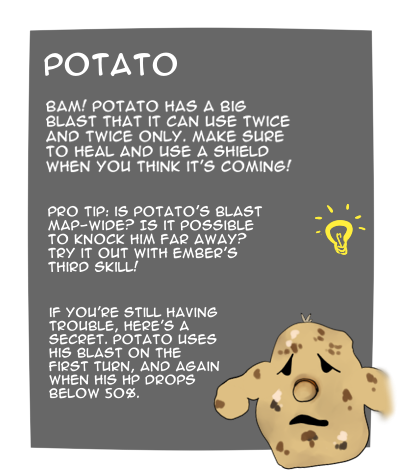 POTATO
BAM! POTATO HAS A BIG
BLAST THAT IT CAN USE TWICE
AND TWICE ONLY. MAKE SURE
TO HEAL AND USE A SHIELD
WHEN YOU THINK IT'S COMING!
PRO TIP: IS POTATO'S BLAST
MAP-WIDE? IS IT POSSIBLE
TO KNOCK HIM FAR AWAY?
TRY IT OUT WITH EMBER'S
THIRD SKILL!
IF YOU'RE STILL HAVING
TROUBLE, HERE'S A
SECRET. POTATO USES
HIS BLAST ON THE
FIRST TURN, AND AGAIN
WHEN HIS HP DROPS
BELOW 50%.